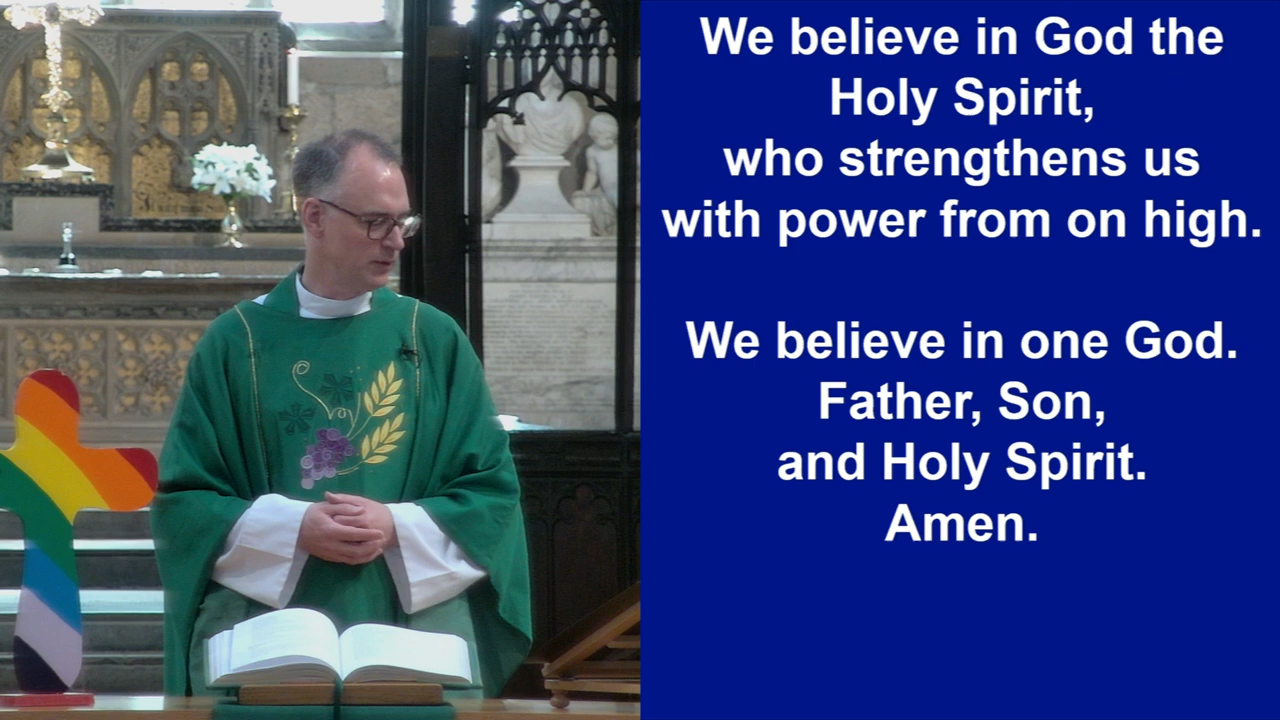 We believe in God the
Holy Spirit,
who strengthens us
with power from on high.
We believe in one God.
Father, Son,
and Holy Spirit.
Amen.